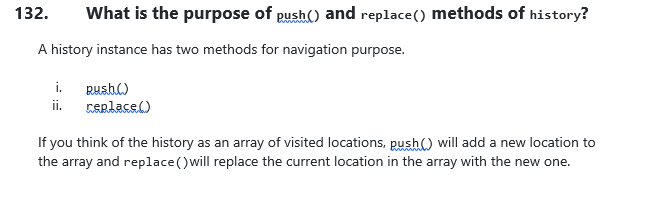 132. What is the purpose of push() and replace() methods of history?
A history instance has two methods for navigation purpose.
i. push()
ii. replace()
If you think of the history as an array of visited locations, push() will add a new location to
the array and replace()will replace the current location in the array with the new one.